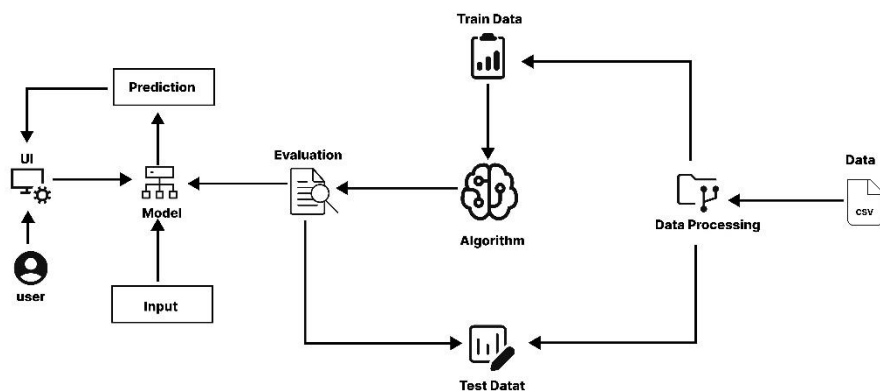 Train Data
Prediction
Evaluation
UI
Data
csv
Model
Algorithm
Data Processing
user
Input
Test Datat